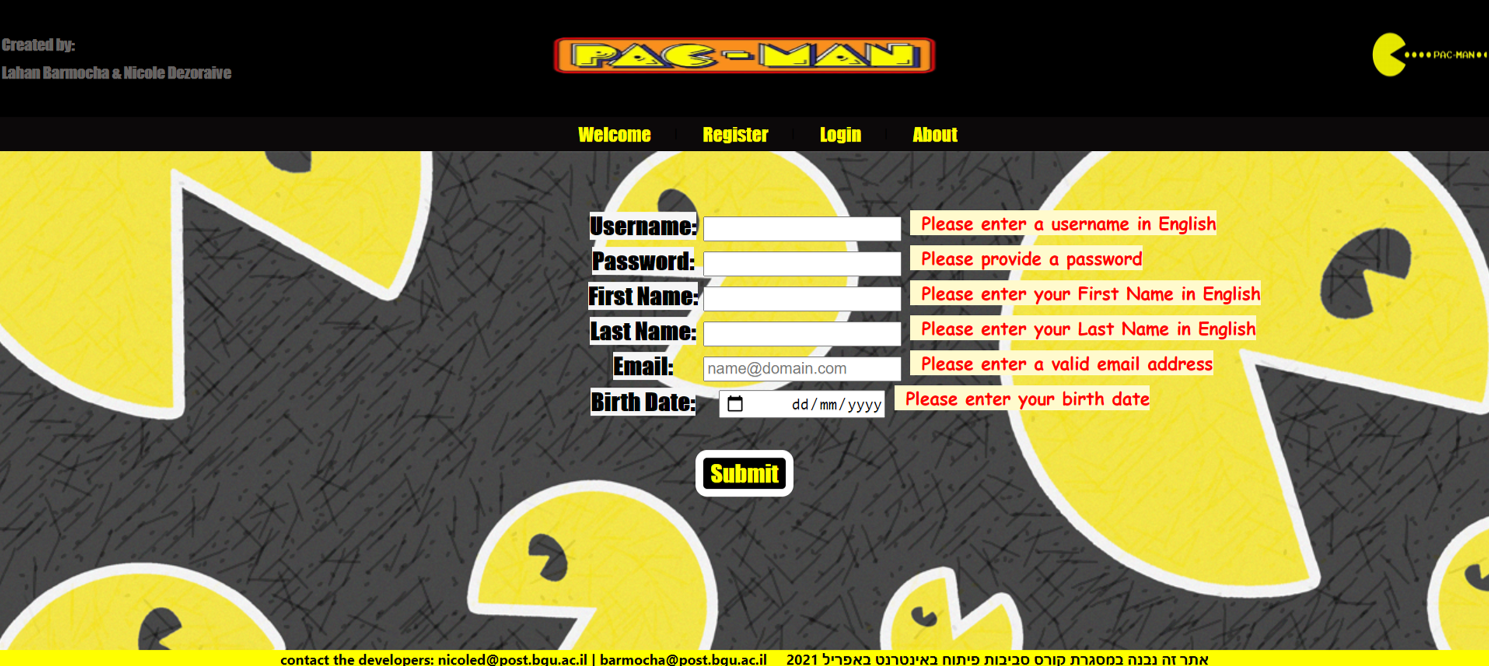 Created by:
Lahan Barmocha & Nicole Dezoraive
PAC-MAN
PAC-MAN
Welcome
Register
Login
About
Username:
Please enter a username in English
Password:
Please provide a password
First Name:
Please enter your First Name in English
Last Name:
Please enter your Last Name in English
Email:
name@domain.com
Please enter a valid email address
Birth Date:
dd/mm/yyyy
Please enter your birth date
Submit
contact the developers: nicoled@post.bgu.ac.il | barmocha@post.bgu.ac.il אתר זה נבנה במסגרת קורס סביבות פיתוח באינטרנט באפריל 2021